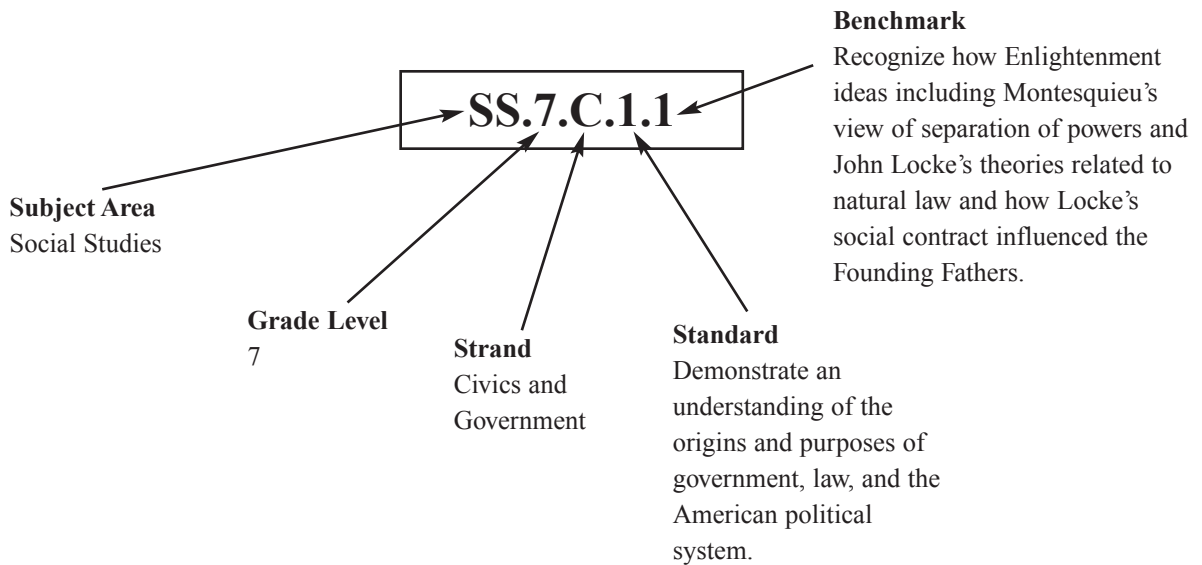 SS.7.C.1.1
Subject Area
Social Studies
Grade Level
7
Strand
Civics and
Government
Standard
Demonstrate an
understanding of the
origins and purposes of
government, law, and the
American political
system.
Benchmark
Recognize how Enlightenment
ideas including Montesquieu’s
view of separation of powers and
John Locke’s theories related to
natural law and how Locke’s
social contract influenced the
Founding Fathers.